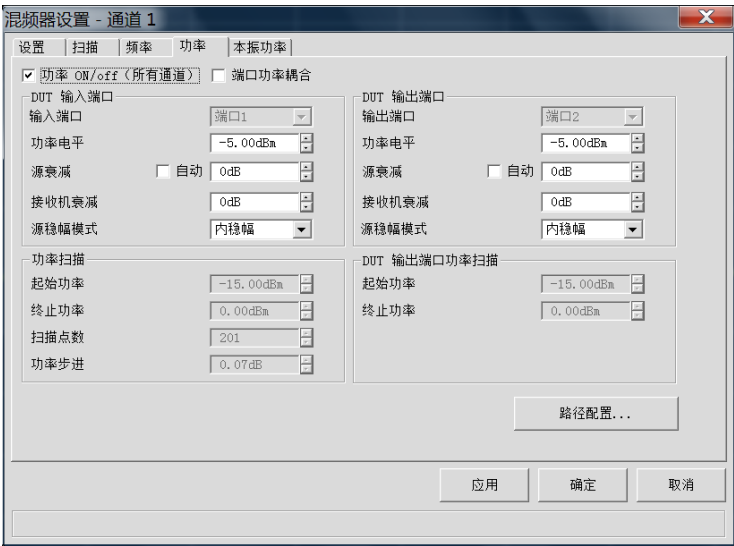 混频器设置 - 通道 1
设置 扫描 频率 功率 本振功率
功率 ON/off（所有通道） 端口功率耦合
DUT 输入端口
输入端口 端口1
功率电平 -5.00dBm
源衰减 自动 0dB
接收机衰减 0dB
源稳幅模式 内稳幅
DUT 输出端口
输出端口 端口2
功率电平 -5.00dBm
源衰减 自动 0dB
接收机衰减 0dB
源稳幅模式 内稳幅
功率扫描
起始功率 -15.00dBm
终止功率 0.00dBm
扫描点数 201
功率步进 0.07dB
DUT 输出端口功率扫描
起始功率 -15.00dBm
终止功率 0.00dBm
路径配置...
应用 确定 取消